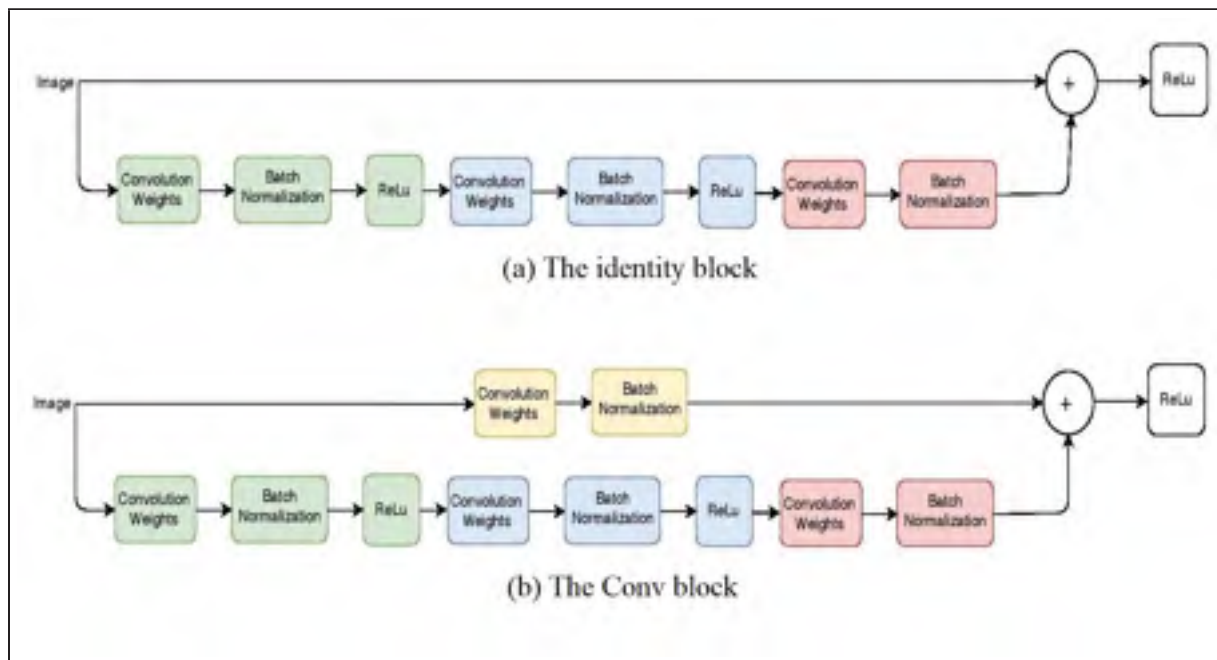 Image
+
ReLu
Convolution
Weights
Batch
Normalization
ReLu
Convolution
Weights
Batch
Normalization
ReLu
Convolution
Weights
Batch
Normalization
(a) The identity block
Image
Convolution
Weights
Batch
Normalization
+
ReLu
Convolution
Weights
Batch
Normalization
ReLu
Convolution
Weights
Batch
Normalization
ReLu
Convolution
Weights
Batch
Normalization
(b) The Conv block